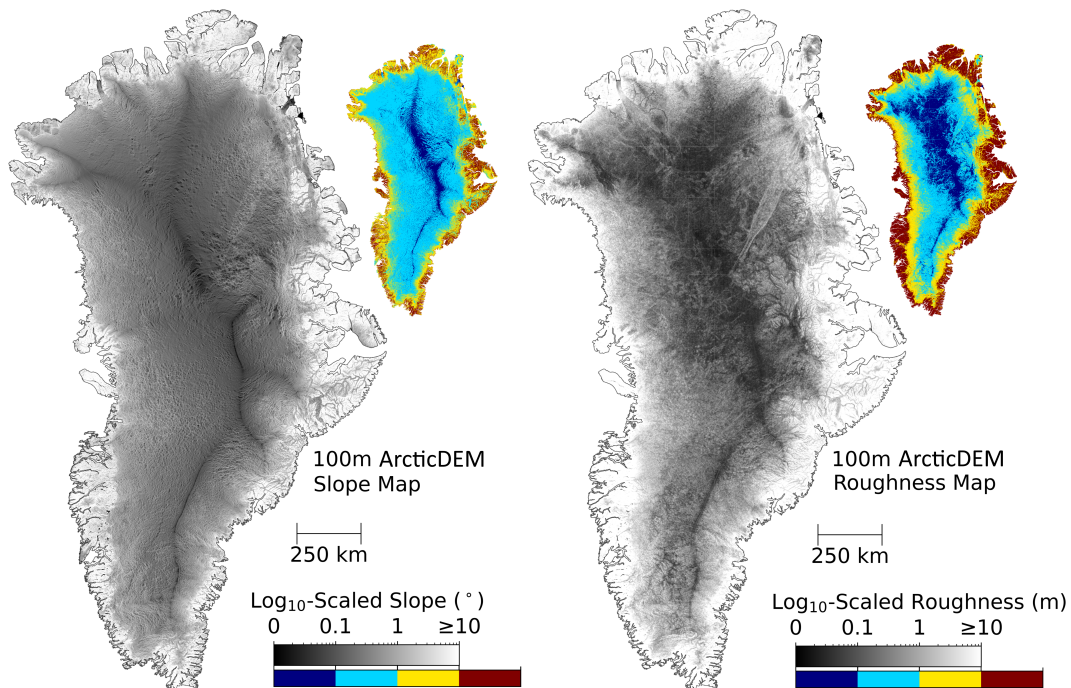 100m ArcticDEM
Slope Map
250 km
Log₁₀-Scaled Slope (°)
0 0.1 1 ≥10
100m ArcticDEM
Roughness Map
250 km
Log₁₀-Scaled Roughness (m)
0 0.1 1 ≥10